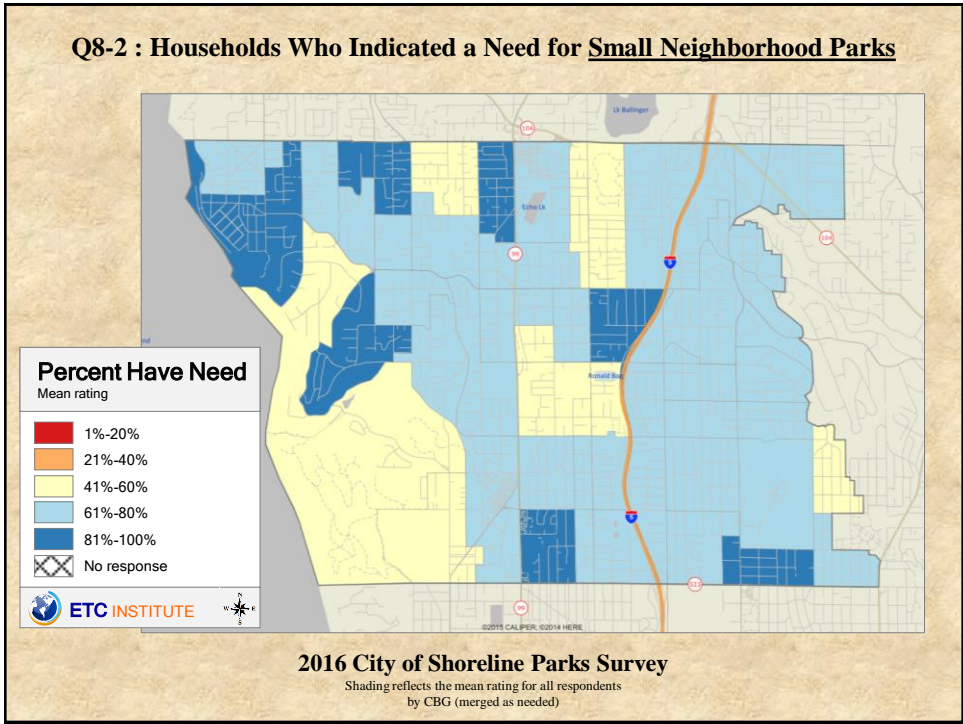 Q8-2 : Households Who Indicated a Need for Small Neighborhood Parks
Lk Ballinger
104
Echo Lk
104
99
5
nd
Ronald Bog
Percent Have Need
Mean rating
1%-20%
21%-40%
41%-60%
61%-80%
81%-100%
No response
ETC INSTITUTE
N
W E
S
5
523
99
©2015 CALIPER; ©2014 HERE
2016 City of Shoreline Parks Survey
Shading reflects the mean rating for all respondents
by CBG (merged as needed)